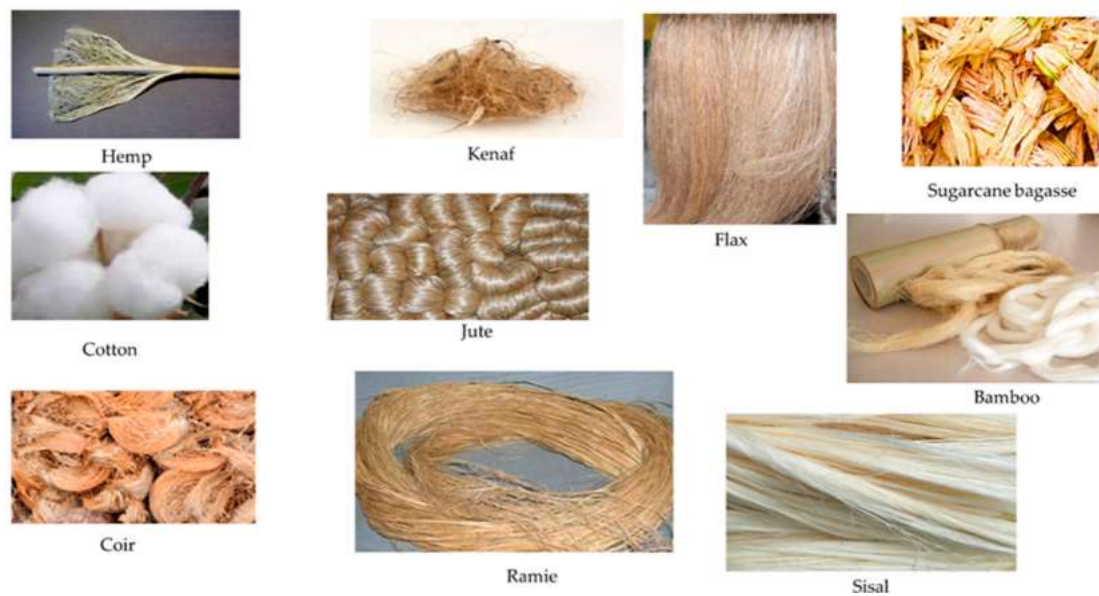 Hemp
Kenaf
Flax
Sugarcane bagasse
Cotton
Jute
Bamboo
Coir
Ramie
Sisal